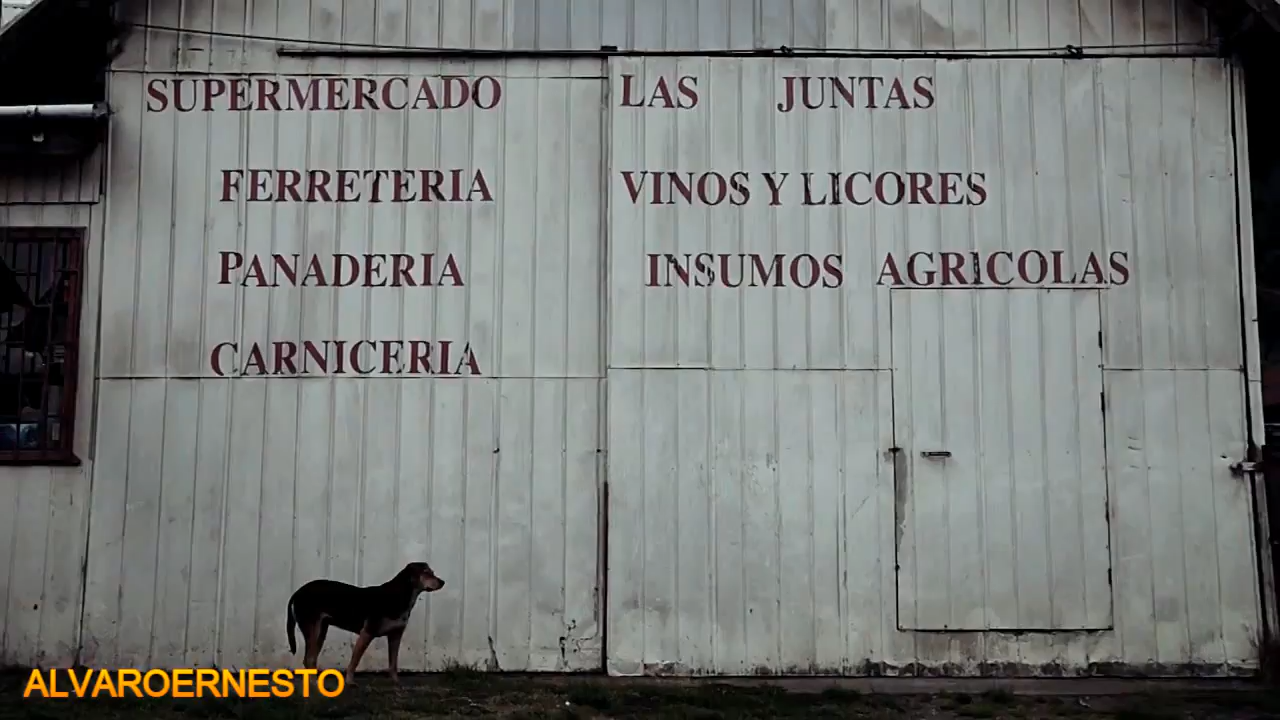 SUPERMERCADO LAS JUNTAS
FERRETERIA VINOS Y LICORES
PANADERIA INSUMOS AGRICOLAS
CARNICERIA
ALVAROERNESTO